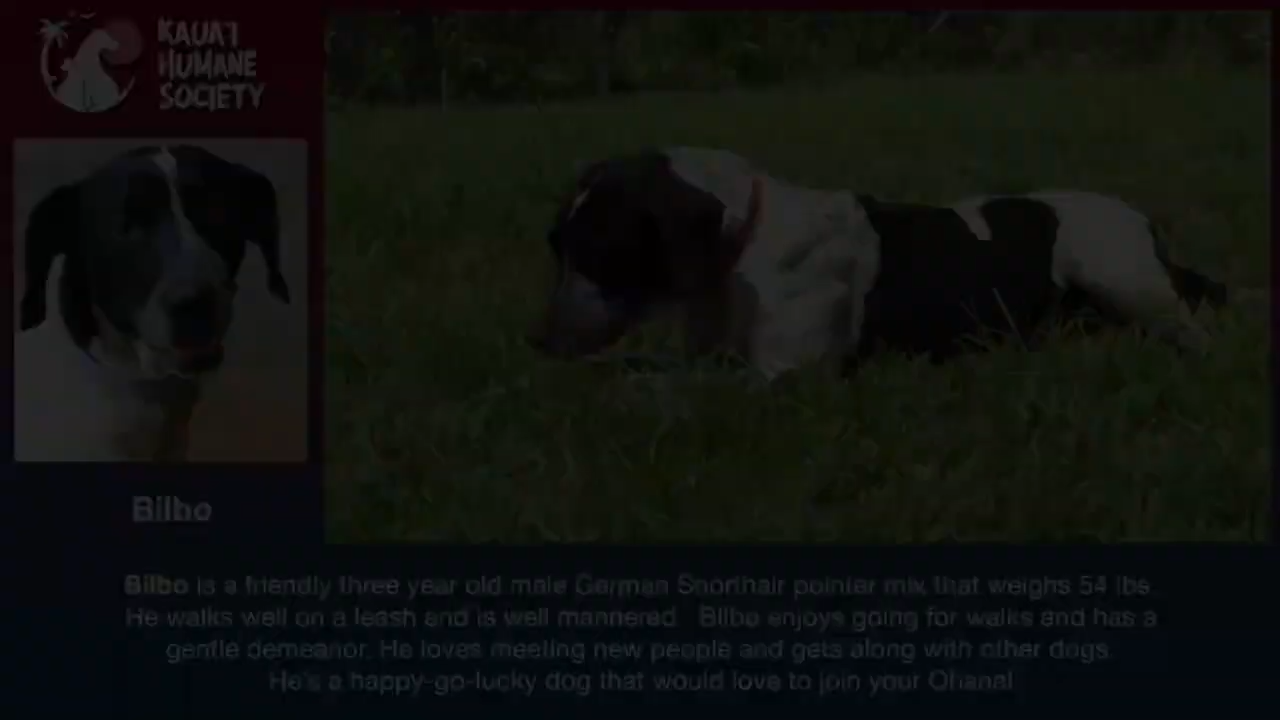 KAUA'I
HUMANE
SOCIETY
Bilbo
Bilbo is a friendly three year old male German Shorthair pointer mix that weighs 54 lbs.
He walks well on a leash and is well mannered. Bilbo enjoys going for walks and has a
gentle demeanor. He loves meeting new people and gets along with other dogs.
He's a happy-go-lucky dog that would love to join your Ohana!